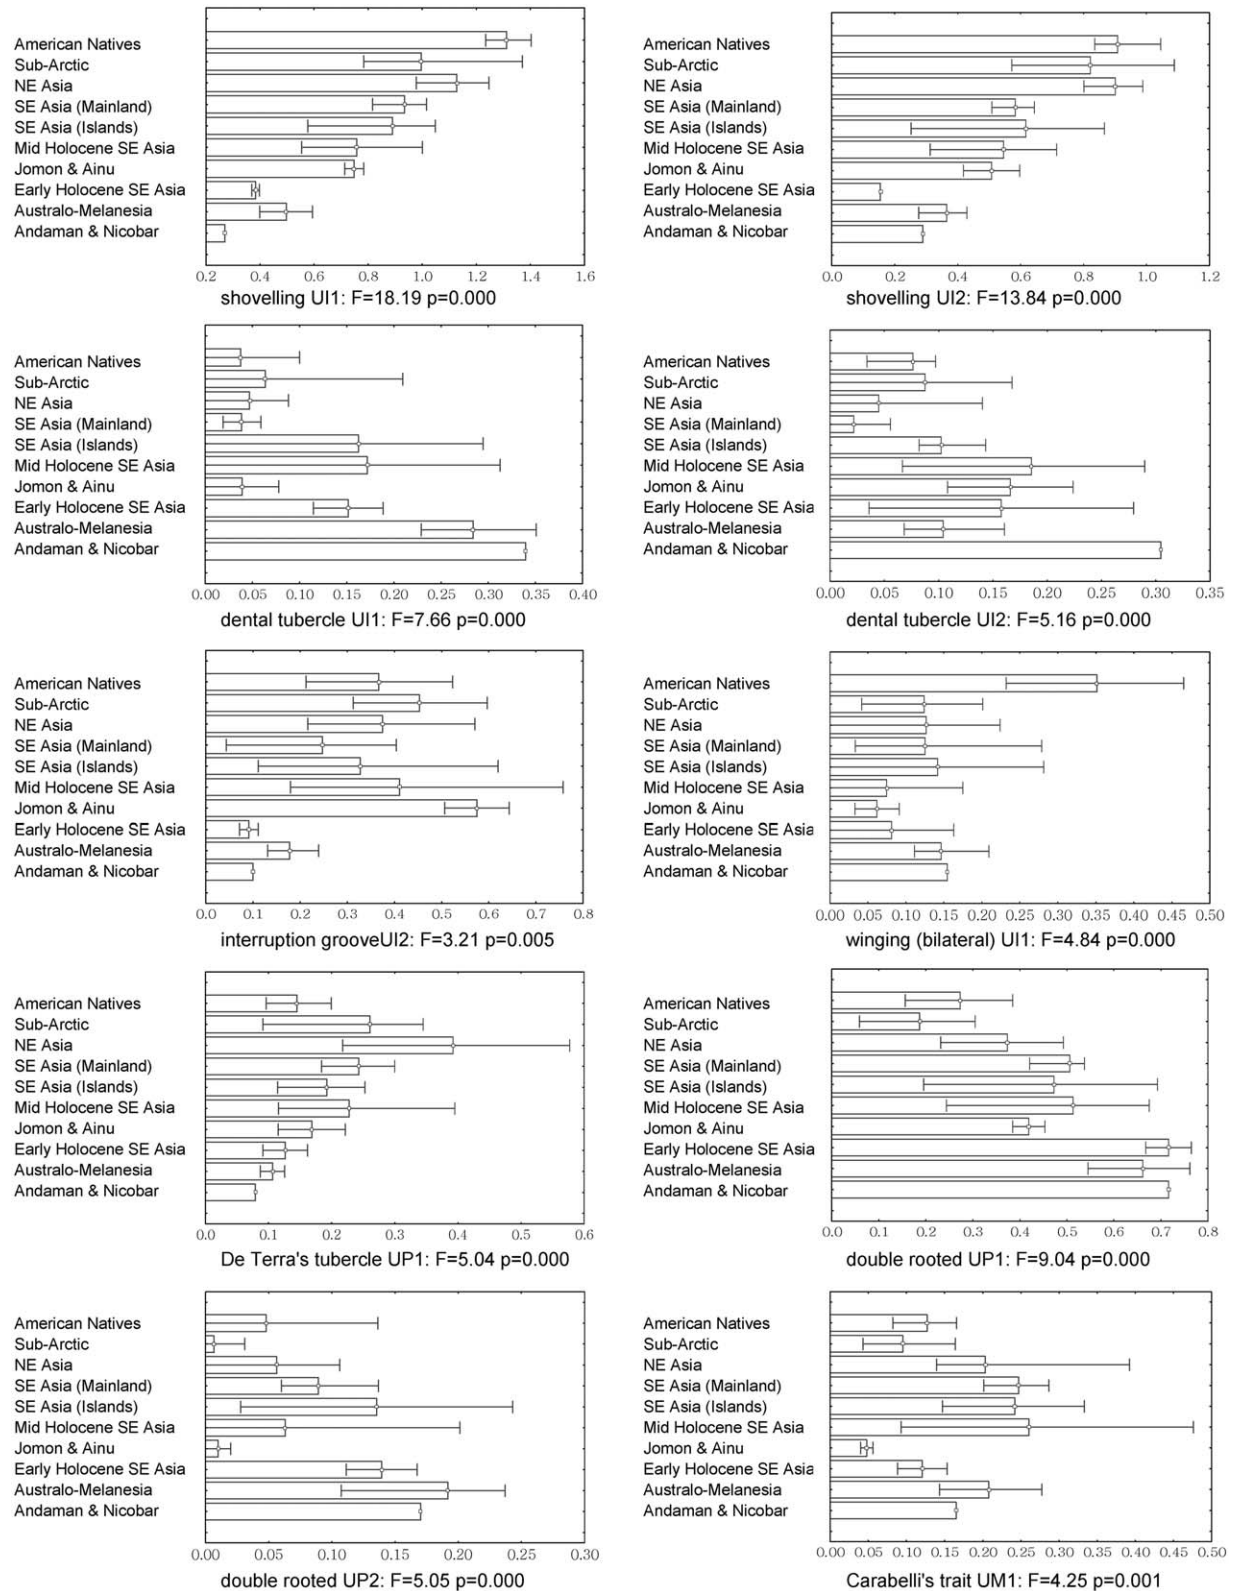 American Natives
Sub-Arctic
NE Asia
SE Asia (Mainland)
SE Asia (Islands)
Mid Holocene SE Asia
Jomon & Ainu
Early Holocene SE Asia
Australo-Melanesia
Andaman & Nicobar
0.2 0.4 0.6 0.8 1.0 1.2 1.4 1.6
shovelling UI1: F=18.19 p=0.000
American Natives
Sub-Arctic
NE Asia
SE Asia (Mainland)
SE Asia (Islands)
Mid Holocene SE Asia
Jomon & Ainu
Early Holocene SE Asia
Australo-Melanesia
Andaman & Nicobar
0.0 0.2 0.4 0.6 0.8 1.0 1.2
shovelling UI2: F=13.84 p=0.000
American Natives
Sub-Arctic
NE Asia
SE Asia (Mainland)
SE Asia (Islands)
Mid Holocene SE Asia
Jomon & Ainu
Early Holocene SE Asia
Australo-Melanesia
Andaman & Nicobar
0.00 0.05 0.10 0.15 0.20 0.25 0.30 0.35 0.40
dental tubercle UI1: F=7.66 p=0.000
American Natives
Sub-Arctic
NE Asia
SE Asia (Mainland)
SE Asia (Islands)
Mid Holocene SE Asia
Jomon & Ainu
Early Holocene SE Asia
Australo-Melanesia
Andaman & Nicobar
0.00 0.05 0.10 0.15 0.20 0.25 0.30 0.35
dental tubercle UI2: F=5.16 p=0.000
American Natives
Sub-Arctic
NE Asia
SE Asia (Mainland)
SE Asia (Islands)
Mid Holocene SE Asia
Jomon & Ainu
Early Holocene SE Asia
Australo-Melanesia
Andaman & Nicobar
0.0 0.1 0.2 0.3 0.4 0.5 0.6 0.7 0.8
interruption grooveUI2: F=3.21 p=0.005
American Natives
Sub-Arctic
NE Asia
SE Asia (Mainland)
SE Asia (Islands)
Mid Holocene SE Asia
Jomon & Ainu
Early Holocene SE Asia
Australo-Melanesia
Andaman & Nicobar
0.00 0.05 0.10 0.15 0.20 0.25 0.30 0.35 0.40 0.45 0.50
winging (bilateral) UI1: F=4.84 p=0.000
American Natives
Sub-Arctic
NE Asia
SE Asia (Mainland)
SE Asia (Islands)
Mid Holocene SE Asia
Jomon & Ainu
Early Holocene SE Asia
Australo-Melanesia
Andaman & Nicobar
0.0 0.1 0.2 0.3 0.4 0.5 0.6
De Terra's tubercle UP1: F=5.04 p=0.000
American Natives
Sub-Arctic
NE Asia
SE Asia (Mainland)
SE Asia (Islands)
Mid Holocene SE Asia
Jomon & Ainu
Early Holocene SE Asia
Australo-Melanesia
Andaman & Nicobar
0.0 0.1 0.2 0.3 0.4 0.5 0.6 0.7 0.8
double rooted UP1: F=9.04 p=0.000
American Natives
Sub-Arctic
NE Asia
SE Asia (Mainland)
SE Asia (Islands)
Mid Holocene SE Asia
Jomon & Ainu
Early Holocene SE Asia
Australo-Melanesia
Andaman & Nicobar
0.00 0.05 0.10 0.15 0.20 0.25 0.30
double rooted UP2: F=5.05 p=0.000
American Natives
Sub-Arctic
NE Asia
SE Asia (Mainland)
SE Asia (Islands)
Mid Holocene SE Asia
Jomon & Ainu
Early Holocene SE Asia
Australo-Melanesia
Andaman & Nicobar
0.00 0.05 0.10 0.15 0.20 0.25 0.30 0.35 0.40 0.45 0.50
Carabelli's trait UM1: F=4.25 p=0.001